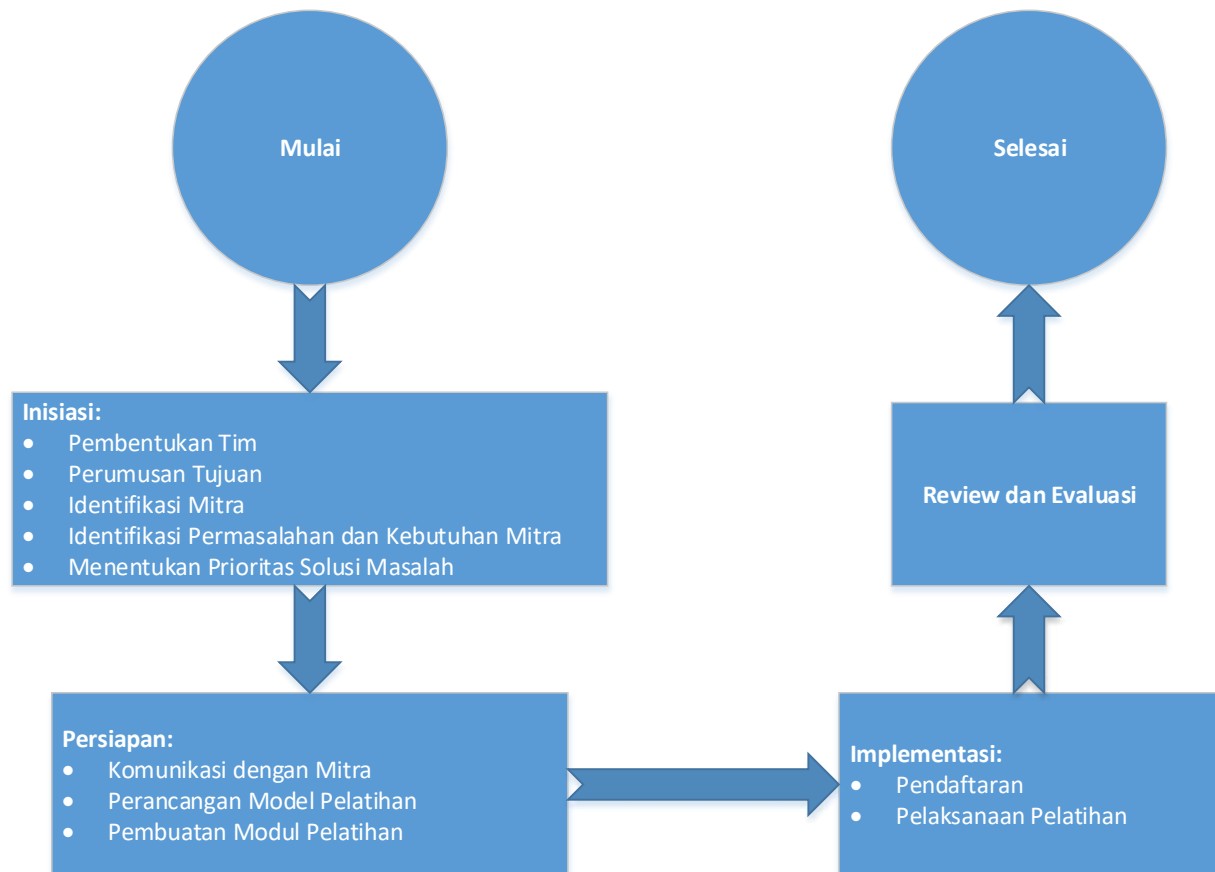 Mulai
Inisiasi:
• Pembentukan Tim
• Perumusan Tujuan
• Identifikasi Mitra
• Identifikasi Permasalahan dan Kebutuhan Mitra
• Menentukan Prioritas Solusi Masalah
Persiapan:
• Komunikasi dengan Mitra
• Perancangan Model Pelatihan
• Pembuatan Modul Pelatihan
Implementasi:
• Pendaftaran
• Pelaksanaan Pelatihan
Review dan Evaluasi
Selesai